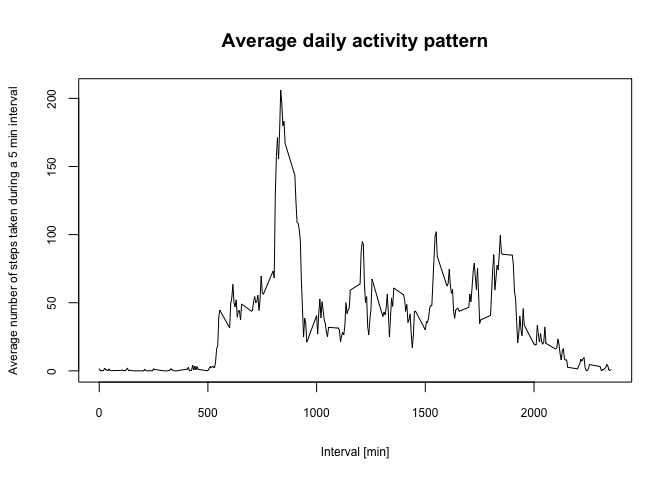 Average daily activity pattern
Average number of steps taken during a 5 min interval
200
150
100
50
0
0 500 1000 1500 2000
Interval [min]